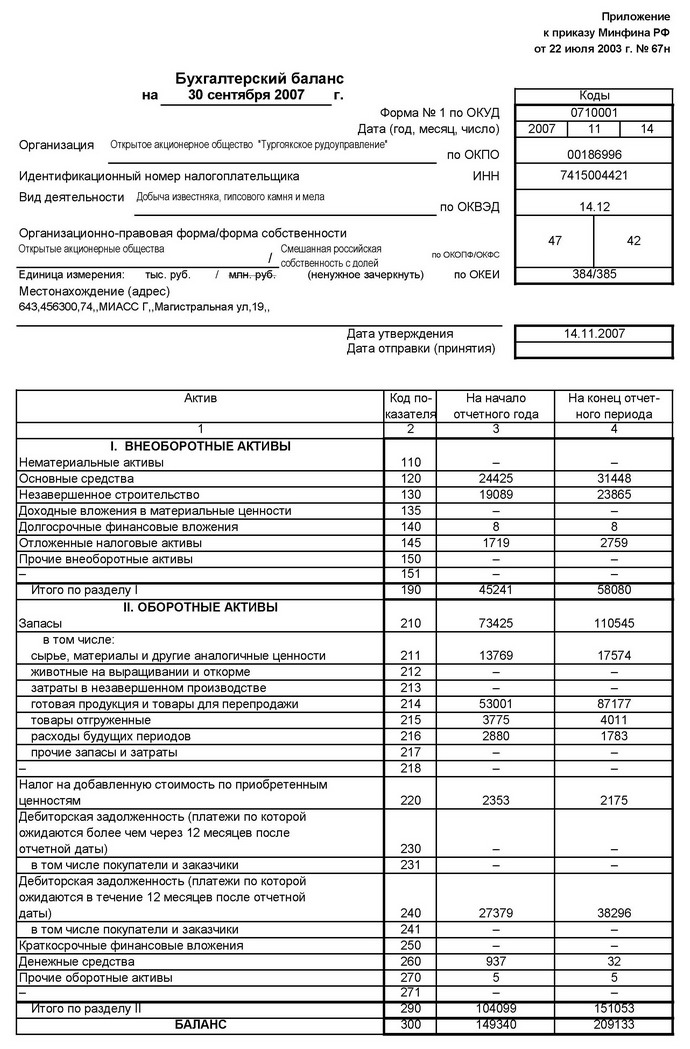 Приложение
к приказу Минфина РФ
от 22 июля 2003 г. № 67н
Бухгалтерский баланс
на 30 сентября 2007 г.
Коды
Форма № 1 по ОКУД 0710001
Дата (год, месяц, число) 2007 11 14
Организация Открытое акционерное общество "Тургоякское рудоуправление" по ОКПО 00186996
Идентификационный номер налогоплательщика ИНН 7415004421
Вид деятельности Добыча известняка, гипсового камня и мела по ОКВЭД 14.12
Организационно-правовая форма/форма собственности
Открытые акционерные общества / Смешанная российская собственность с долей по ОКОПФ/ОКФС 47 42
Единица измерения: тыс. руб. / млн. руб. (ненужное зачеркнуть) по ОКЕИ 384/385
Местонахождение (адрес)
643,456300,74,,МИАСС Г,,Магистральная ул,19,,
Дата утверждения 14.11.2007
Дата отправки (принятия)
Актив Код по- На начало На конец отчет-
казателя отчетного года ного периода
1 2 3 4
I. ВНЕОБОРОТНЫЕ АКТИВЫ
Нематериальные активы 110 – –
Основные средства 120 24425 31448
Незавершенное строительство 130 19089 23865
Доходные вложения в материальные ценности 135 – –
Долгосрочные финансовые вложения 140 8 8
Отложенные налоговые активы 145 1719 2759
Прочие внеоборотные активы 150 – –
– 151 – –
Итого по разделу I 190 45241 58080
II. ОБОРОТНЫЕ АКТИВЫ
Запасы 210 73425 110545
в том числе:
сырье, материалы и другие аналогичные ценности 211 13769 17574
животные на выращивании и откорме 212 – –
затраты в незавершенном производстве 213 – –
готовая продукция и товары для перепродажи 214 53001 87177
товары отгруженные 215 3775 4011
расходы будущих периодов 216 2880 1783
прочие запасы и затраты 217 – –
– 218 – –
Налог на добавленную стоимость по приобретенным
ценностям 220 2353 2175
Дебиторская задолженность (платежи по которой
ожидаются более чем через 12 месяцев после
отчетной даты) 230 – –
в том числе покупатели и заказчики 231 – –
Дебиторская задолженность (платежи по которой
ожидаются в течение 12 месяцев после отчетной
даты) 240 27379 38296
в том числе покупатели и заказчики 241 – –
Краткосрочные финансовые вложения 250 – –
Денежные средства 260 937 32
Прочие оборотные активы 270 5 5
– 271 – –
Итого по разделу II 290 104099 151053
БАЛАНС 300 149340 209133